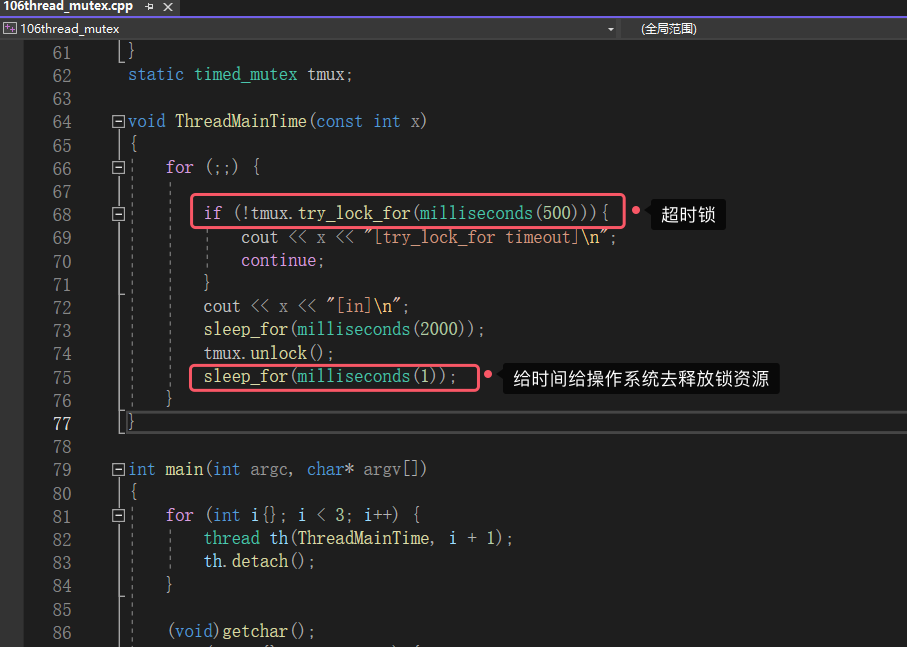 106thread_mutex.cpp
106thread_mutex
(全局范围)
61 }
62 static timed_mutex tmux;
63
64 void ThreadMainTime(const int x)
65 {
66 for (;;) {
67
68 if (!tmux.try_lock_for(milliseconds(500))){
超时锁
69 cout << x << "[try_lock_for timeout]\n";
70 continue;
71 }
72 cout << x << "[in]\n";
73 sleep_for(milliseconds(2000));
74 tmux.unlock();
75 sleep_for(milliseconds(1));
给时间给操作系统去释放锁资源
76 }
77 }
78
79 int main(int argc, char* argv[])
80 {
81 for (int i{}; i < 3; i++) {
82 thread th(ThreadMainTime, i + 1);
83 th.detach();
84 }
85
86 (void)getchar();